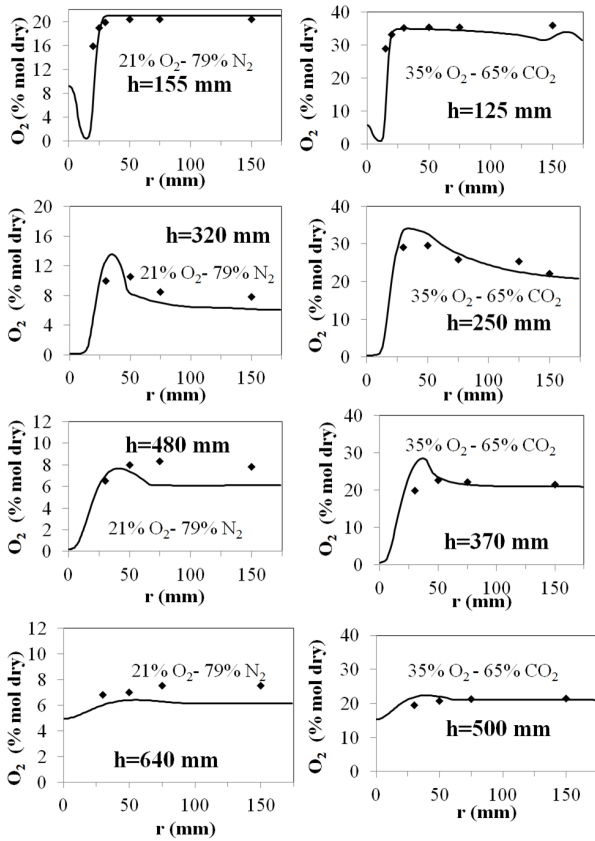 O₂ (% mol dry)
20
16
12
8
4
0
21% O₂- 79% N₂
h=155 mm
0 50 100 150
r (mm)
O₂ (% mol dry)
40
30
20
10
0
35% O₂ - 65% CO₂
h=125 mm
0 50 100 150
r (mm)
O₂ (% mol dry)
20
16
12
8
4
0
h=320 mm
21% O₂- 79% N₂
0 50 100 150
r (mm)
O₂ (% mol dry)
40
30
20
10
0
35% O₂ - 65% CO₂
h=250 mm
0 50 100 150
r (mm)
O₂ (% mol dry)
12
10
8
6
4
2
0
h=480 mm
21% O₂- 79% N₂
0 50 100 150
r (mm)
O₂ (% mol dry)
40
30
20
10
0
35% O₂ - 65% CO₂
h=370 mm
0 50 100 150
r (mm)
O₂ (% mol dry)
12
10
8
6
4
2
0
21% O₂- 79% N₂
h=640 mm
0 50 100 150
r (mm)
O₂ (% mol dry)
40
30
20
10
0
35% O₂ - 65% CO₂
h=500 mm
0 50 100 150
r (mm)